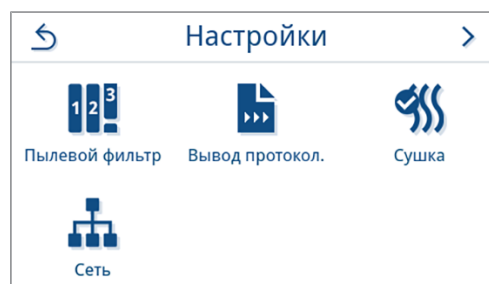 Настройки
1 2 3
Пылевой фильтр
Вывод протокол.
Сушка
Сеть